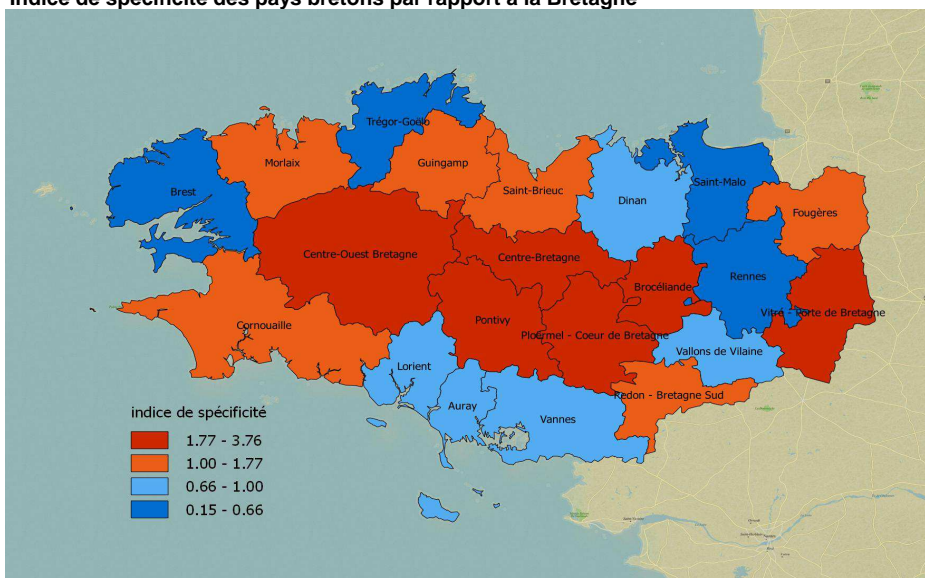 Indice de spécificité des pays bretons par rapport à la Bretagne
Trégor-Goëlo
Morlaix
Guingamp
Saint-Brieuc
Saint-Malo
Brest
Dinan
Fougères
Centre-Ouest Bretagne
Centre-Bretagne
Rennes
Brocéliande
Vitré - Porte de Bretagne
Pontivy
Ploërmel - Coeur de Bretagne
Cornouaille
Vallons de Vilaine
Lorient
Redon - Bretagne Sud
Auray
Vannes
indice de spécificité
1.77 - 3.76
1.00 - 1.77
0.66 - 1.00
0.15 - 0.66